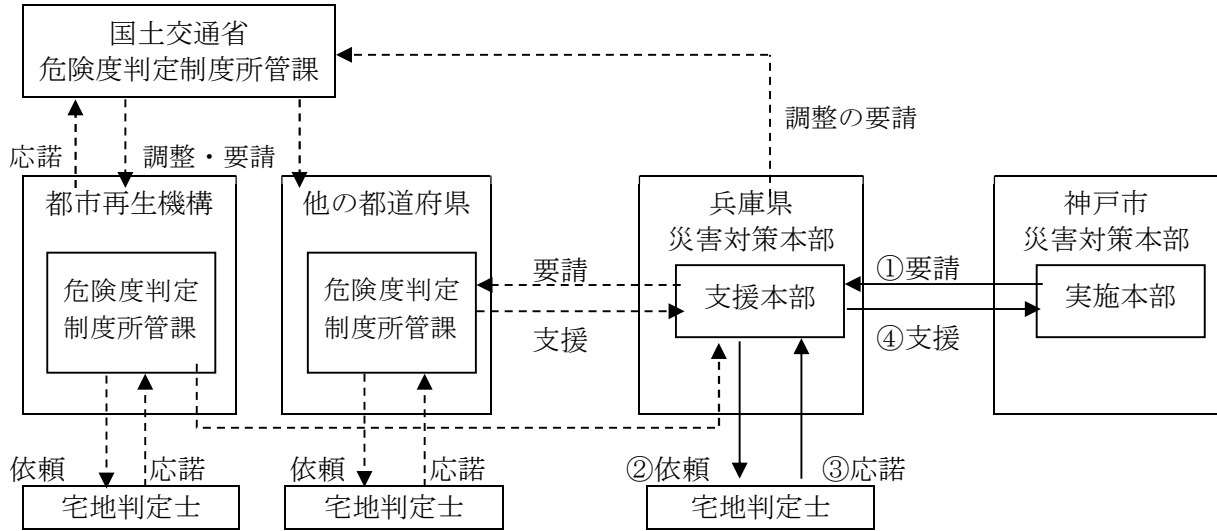 国土交通省
危険度判定制度所管課
調整の要請
応諾
調整・要請
都市再生機構
他の都道府県
兵庫県
災害対策本部
神戸市
災害対策本部
危険度判定
制度所管課
危険度判定
制度所管課
要請
支援
支援本部
①要請
④支援
実施本部
依頼
応諾
依頼
応諾
②依頼
③応諾
宅地判定士
宅地判定士
宅地判定士